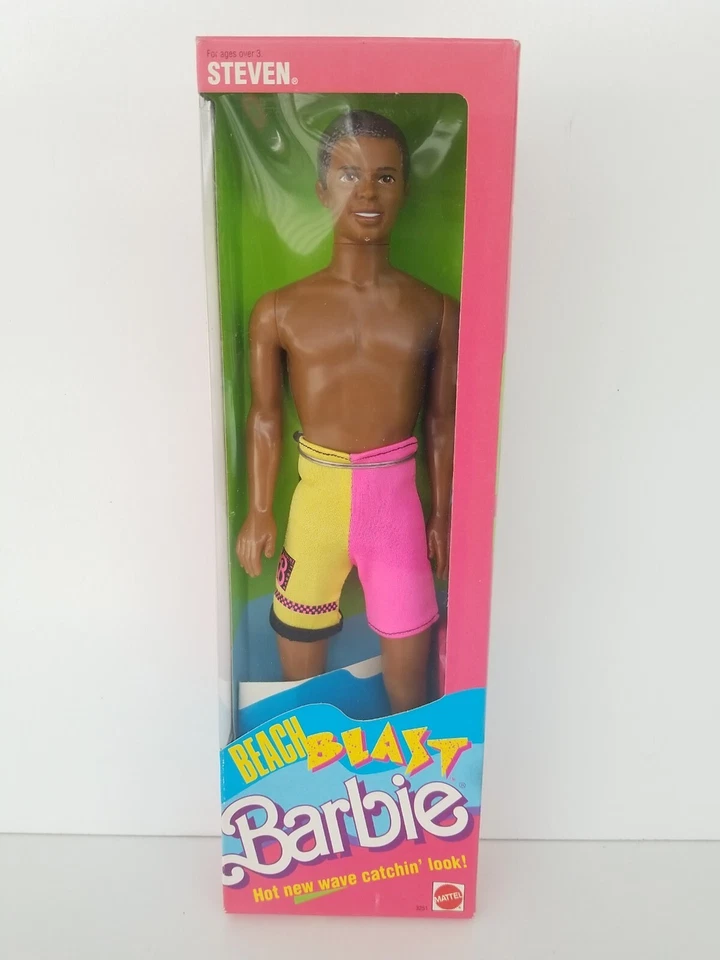 For ages over 3
STEVEN®
B
BEACH BLAST
Barbie
Hot new wave catchin' look!
MATTEL